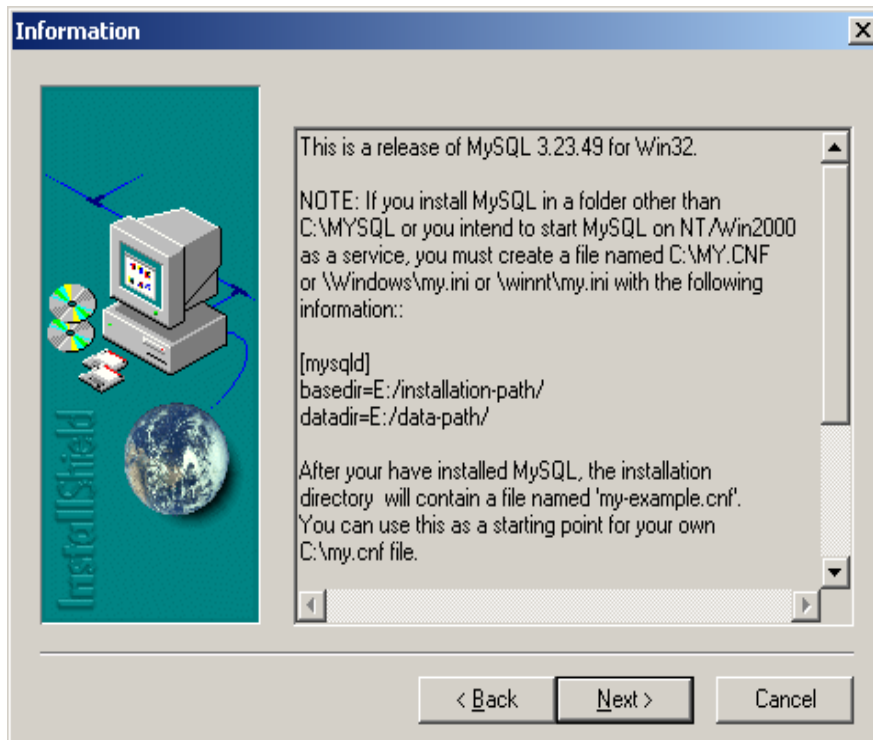 Information
This is a release of MySQL 3.23.49 for Win32.
NOTE: If you install MySQL in a folder other than
C:\MYSQL or you intend to start MySQL on NT/Win2000
as a service, you must create a file named C:\MY.CNF
or \Windows\my.ini or \winnt\my.ini with the following
information::
[mysqld]
basedir=E:/installation-path/
datadir=E:/data-path/
After your have installed MySQL, the installation
directory  will contain a file named 'my-example.cnf'.
You can use this as a starting point for your own
C:\my.cnf file.
InstallShield
< Back
Next >
Cancel